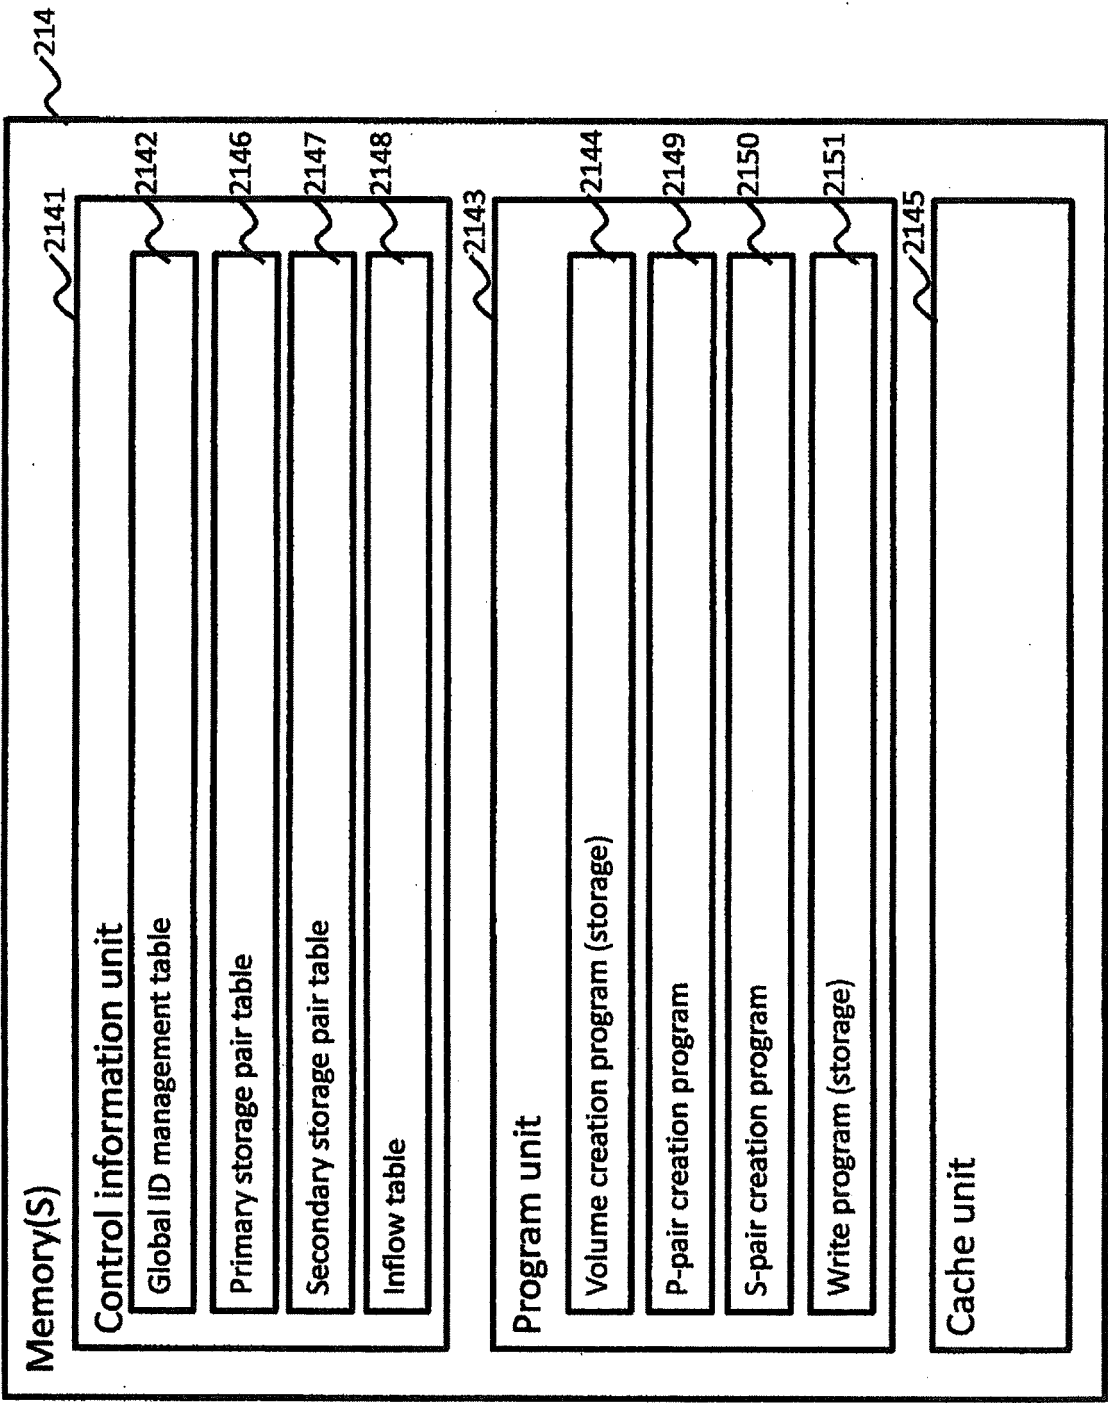 Memory(S)
214
Control information unit
2141
Global ID management table
2142
Primary storage pair table
2146
Secondary storage pair table
2147
Inflow table
2148
Program unit
2143
Volume creation program (storage)
2144
P-pair creation program
2149
S-pair creation program
2150
Write program (storage)
2151
Cache unit
2145